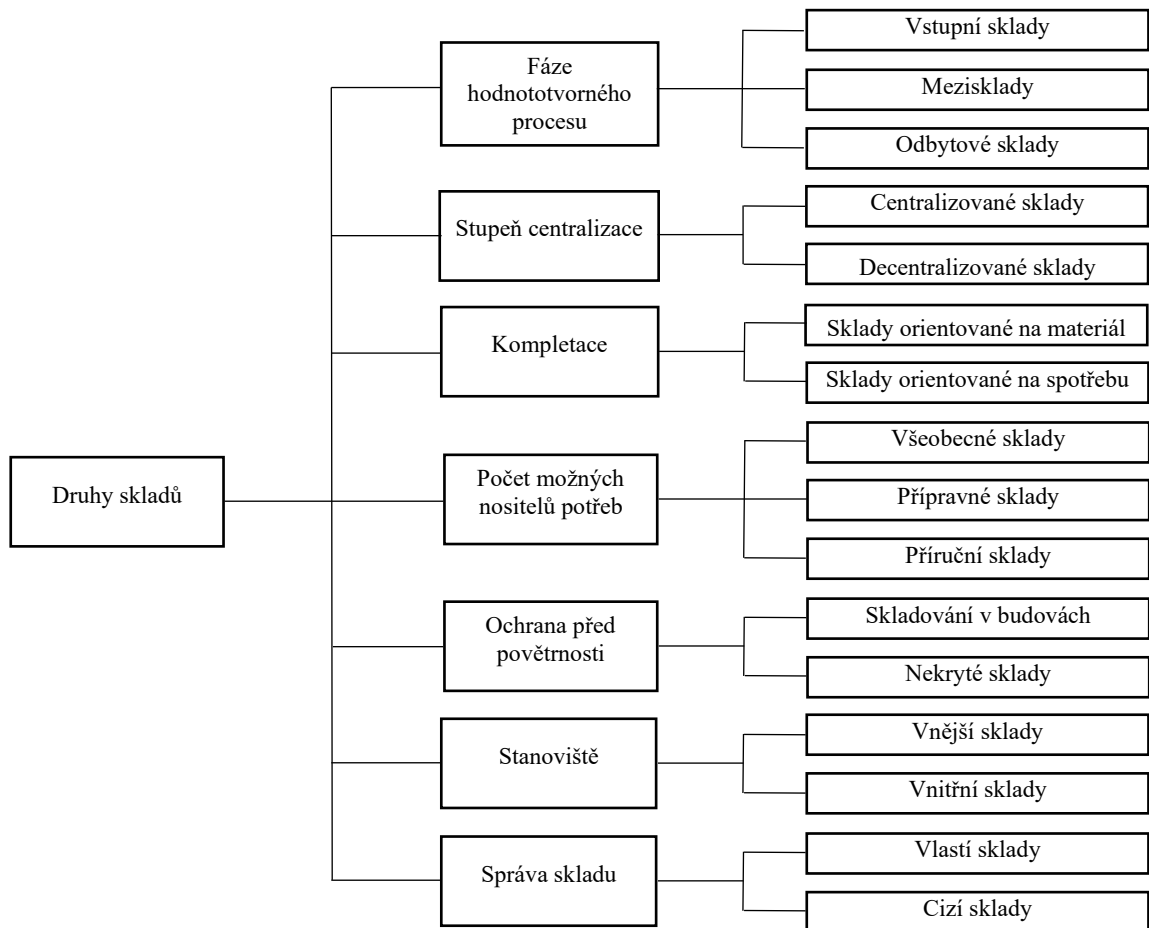 Druhy skladů
Fáze
hodnototvorného
procesu
Vstupní sklady
Mezisklady
Odbytové sklady
Stupeň centralizace
Centralizované sklady
Decentralizované sklady
Kompletace
Sklady orientované na materiál
Sklady orientované na spotřebu
Počet možných
nositelů potřeb
Všeobecné sklady
Přípravné sklady
Příruční sklady
Ochrana před
povětrnosti
Skladování v budovách
Nekryté sklady
Stanoviště
Vnější sklady
Vnitřní sklady
Správa skladu
Vlastí sklady
Cizí sklady